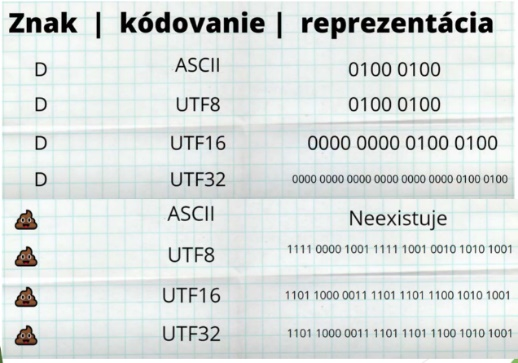 Znak | kódovanie | reprezentácia
D ASCII 0100 0100
D UTF8 0100 0100
D UTF16 0000 0000 0100 0100
D UTF32 0000 0000 0000 0000 0000 0000 0100 0100
💩 ASCII Neexistuje
💩 UTF8 1111 0000 1001 1111 1001 0010 1010 1001
💩 UTF16 1101 1000 0011 1101 1101 1100 1010 1001
💩 UTF32 1101 1000 0011 1101 1101 1100 1010 1001